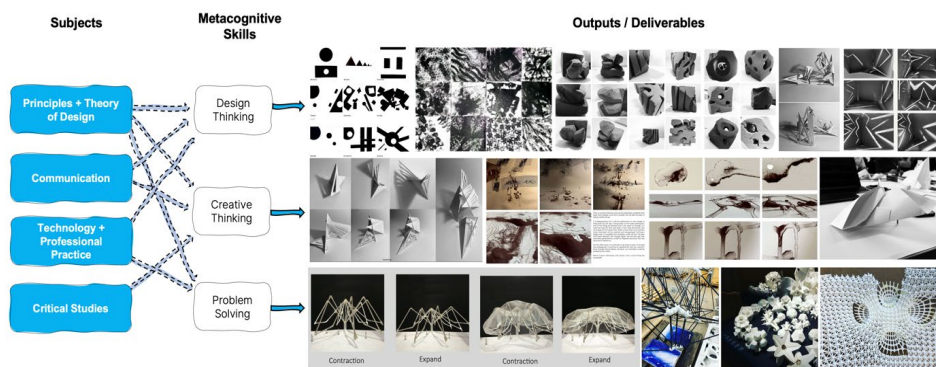 Subjects
Metacognitive
Skills
Outputs / Deliverables
Principles + Theory
of Design
Design
Thinking
Communication
Creative
Thinking
Technology +
Professional
Practice
Critical Studies
Problem
Solving
Contraction
Expand
Contraction
Expand